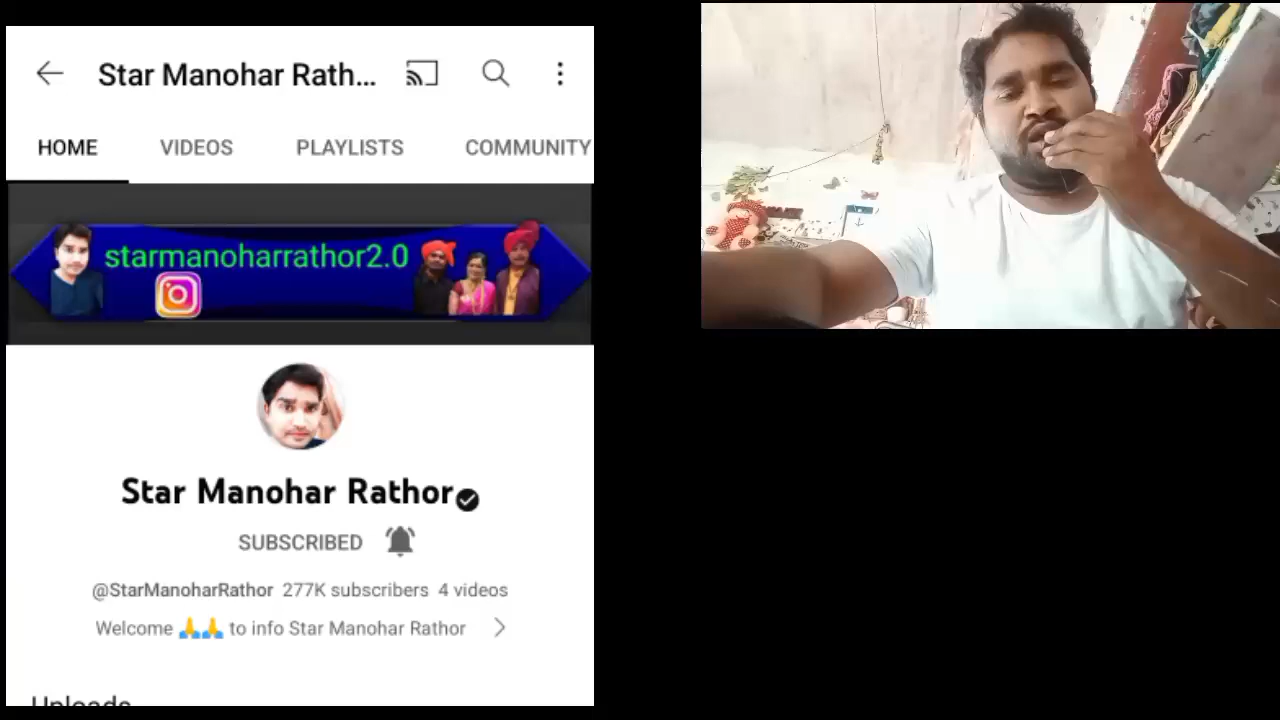 Star Manohar Rath...
HOME VIDEOS PLAYLISTS COMMUNITY
starmanoharrathor2.0
Star Manohar Rathor
SUBSCRIBED
@StarManoharRathor 277K subscribers 4 videos
Welcome 🙏🙏 to info Star Manohar Rathor
Uploads